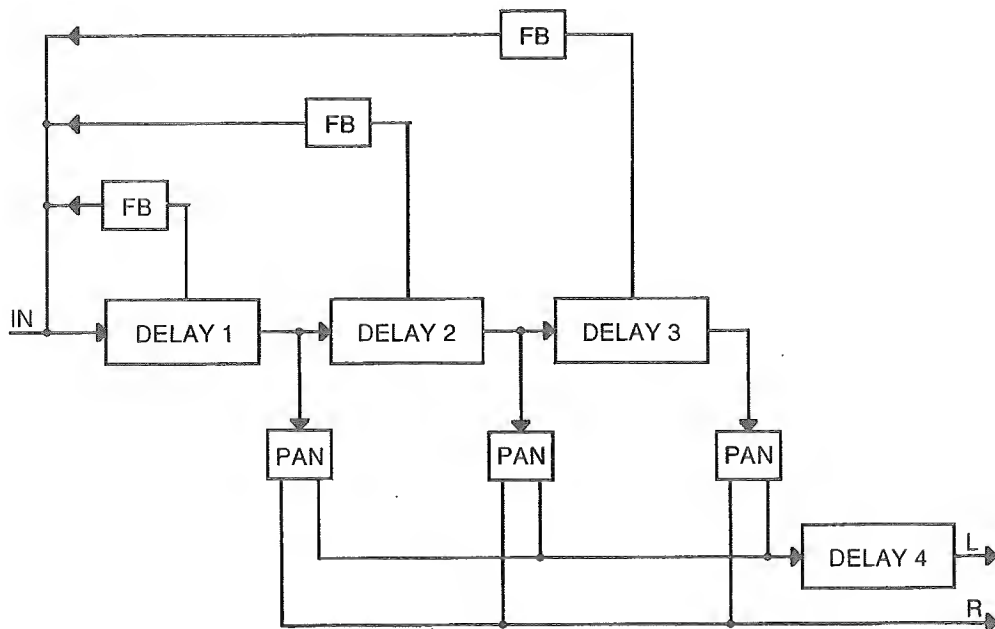 FB
FB
FB
IN
DELAY 1
DELAY 2
DELAY 3
PAN
PAN
PAN
DELAY 4
L
R